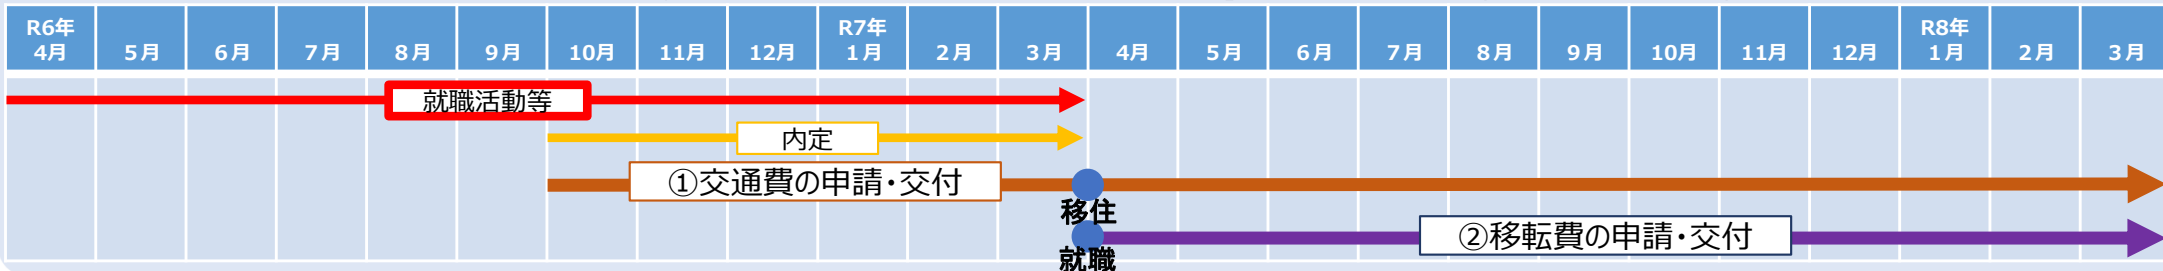 R6年
4月
5月
6月
7月
8月
9月
10月
11月
12月
R7年
1月
2月
3月
4月
5月
6月
7月
8月
9月
10月
11月
12月
R8年
1月
2月
3月
就職活動等
内定
①交通費の申請・交付
移住
②移転費の申請・交付
就職